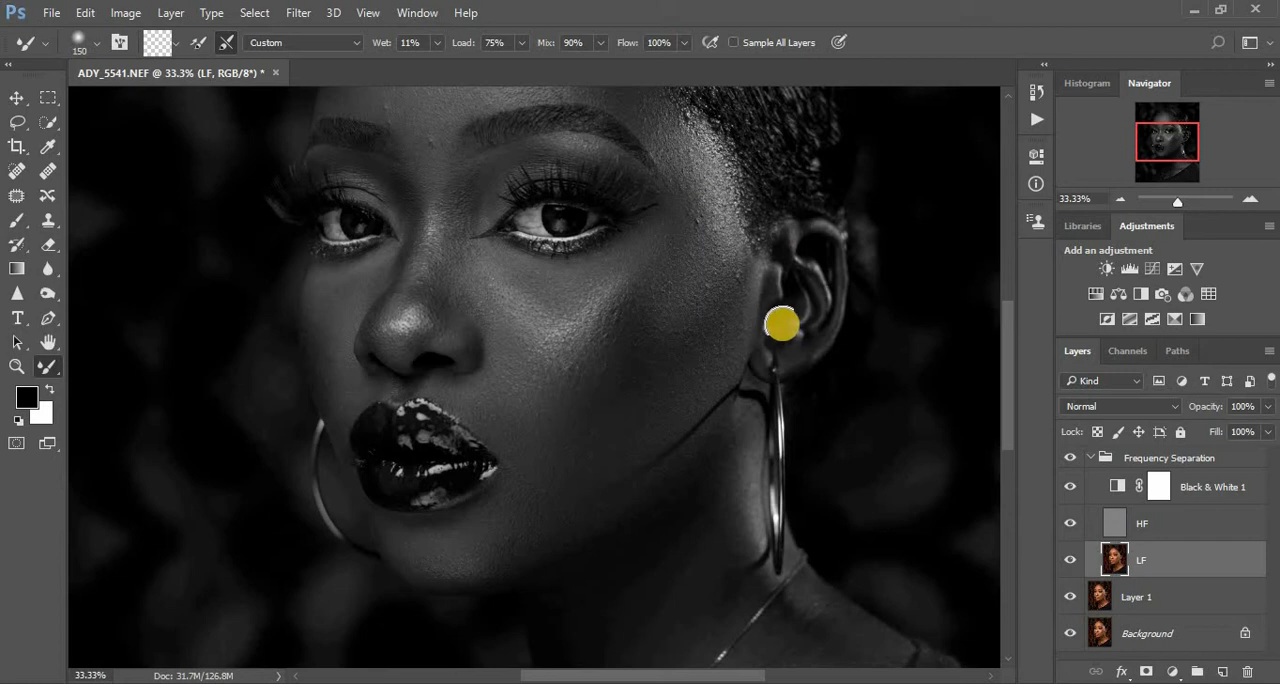 Ps File Edit Image Layer Type Select Filter 3D View Window Help
150 Custom Wet: 11% Load: 75% Mix: 90% Flow: 100% Sample All Layers
ADY_5541.NEF @ 33.3% (LF, RGB/8*) * ×
Histogram Navigator
33.33%
Libraries Adjustments
Add an adjustment
Layers Channels Paths
Kind
Normal Opacity: 100%
Lock: Fill: 100%
Frequency Separation
Black & White 1
HF
LF
Layer 1
Background
fx
33.33% Doc: 31.7M/126.8M